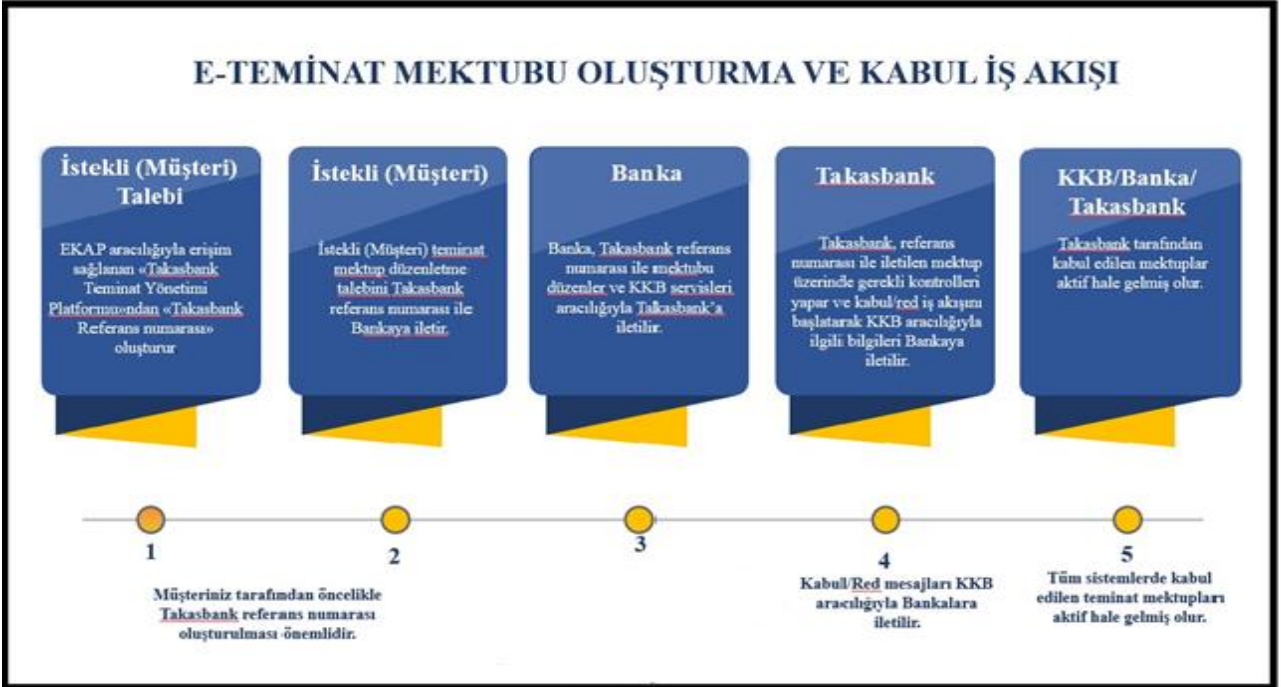 E-TEMİNAT MEKTUBU OLUŞTURMA VE KABUL İŞ AKIŞI
İstekli (Müşteri)
Talebi
EKAP aracılığıyla erişim
sağlanan «Takasbank
Teminat Yönetimi
Platformu»ndan «Takasbank
Referans numarası»
oluşturur
İstekli (Müşteri)
İstekli (Müşteri) teminat
mektup düzenletme
talebini Takasbank
referans numarası ile
Bankaya iletir.
Banka
Banka, Takasbank referans
numarası ile mektubu
düzenler ve KKB servisleri
aracılığıyla Takasbank'a
iletilir.
Takasbank
Takasbank, referans
numarası ile iletilen mektup
üzerinde gerekli kontrolleri
yapar ve kabul/red iş akışını
başlatarak KKB aracılığıyla
ilgili bilgileri Bankaya
iletilir.
KKB/Banka/
Takasbank
Takasbank tarafından
kabul edilen mektuplar
aktif hale gelmiş olur.
1
Müşteriniz tarafından öncelikle
Takasbank referans numarası
oluşturulması önemlidir.
2
3
4
Kabul/Red mesajları KKB
aracılığıyla Bankalara
iletilir.
5
Tüm sistemlerde kabul
edilen teminat mektupları
aktif hale gelmiş olur.